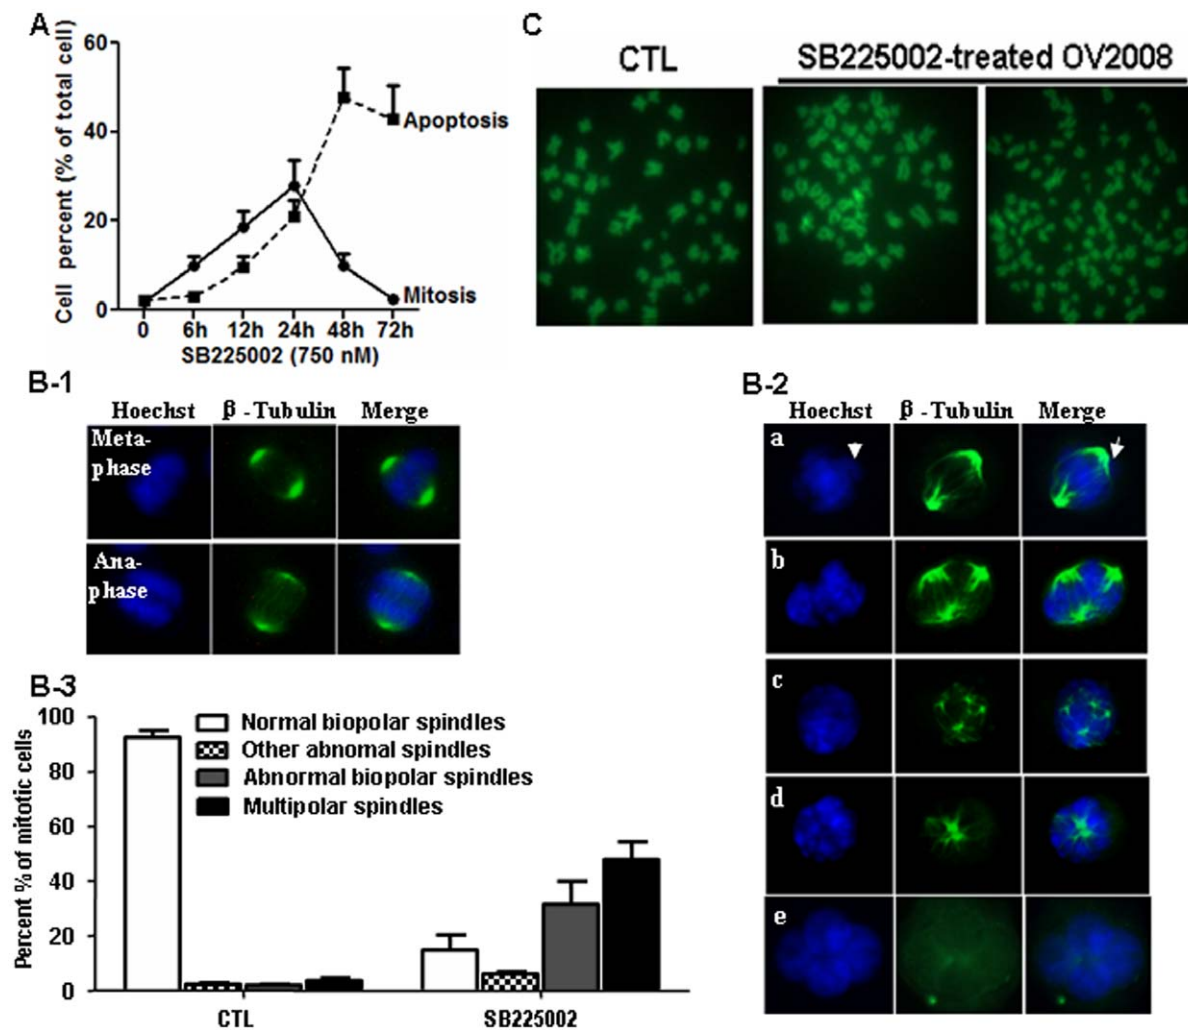 A
Cell percent (% of total cell)
60
40
20
0
Apoptosis
Mitosis
0 6h 12h 24h 48h 72h
SB225002 (750 nM)
C
CTL
SB225002-treated OV2008
B-1
Hoechst β-Tubulin Merge
Meta-
phase
Ana-
phase
B-2
Hoechst β-Tubulin Merge
a
b
c
d
e
B-3
Percent % of mitotic cells
100
80
60
40
20
0
Normal biopolar spindles
Other abnomal spindles
Abnormal biopolar spindles
Multipolar spindles
CTL SB225002